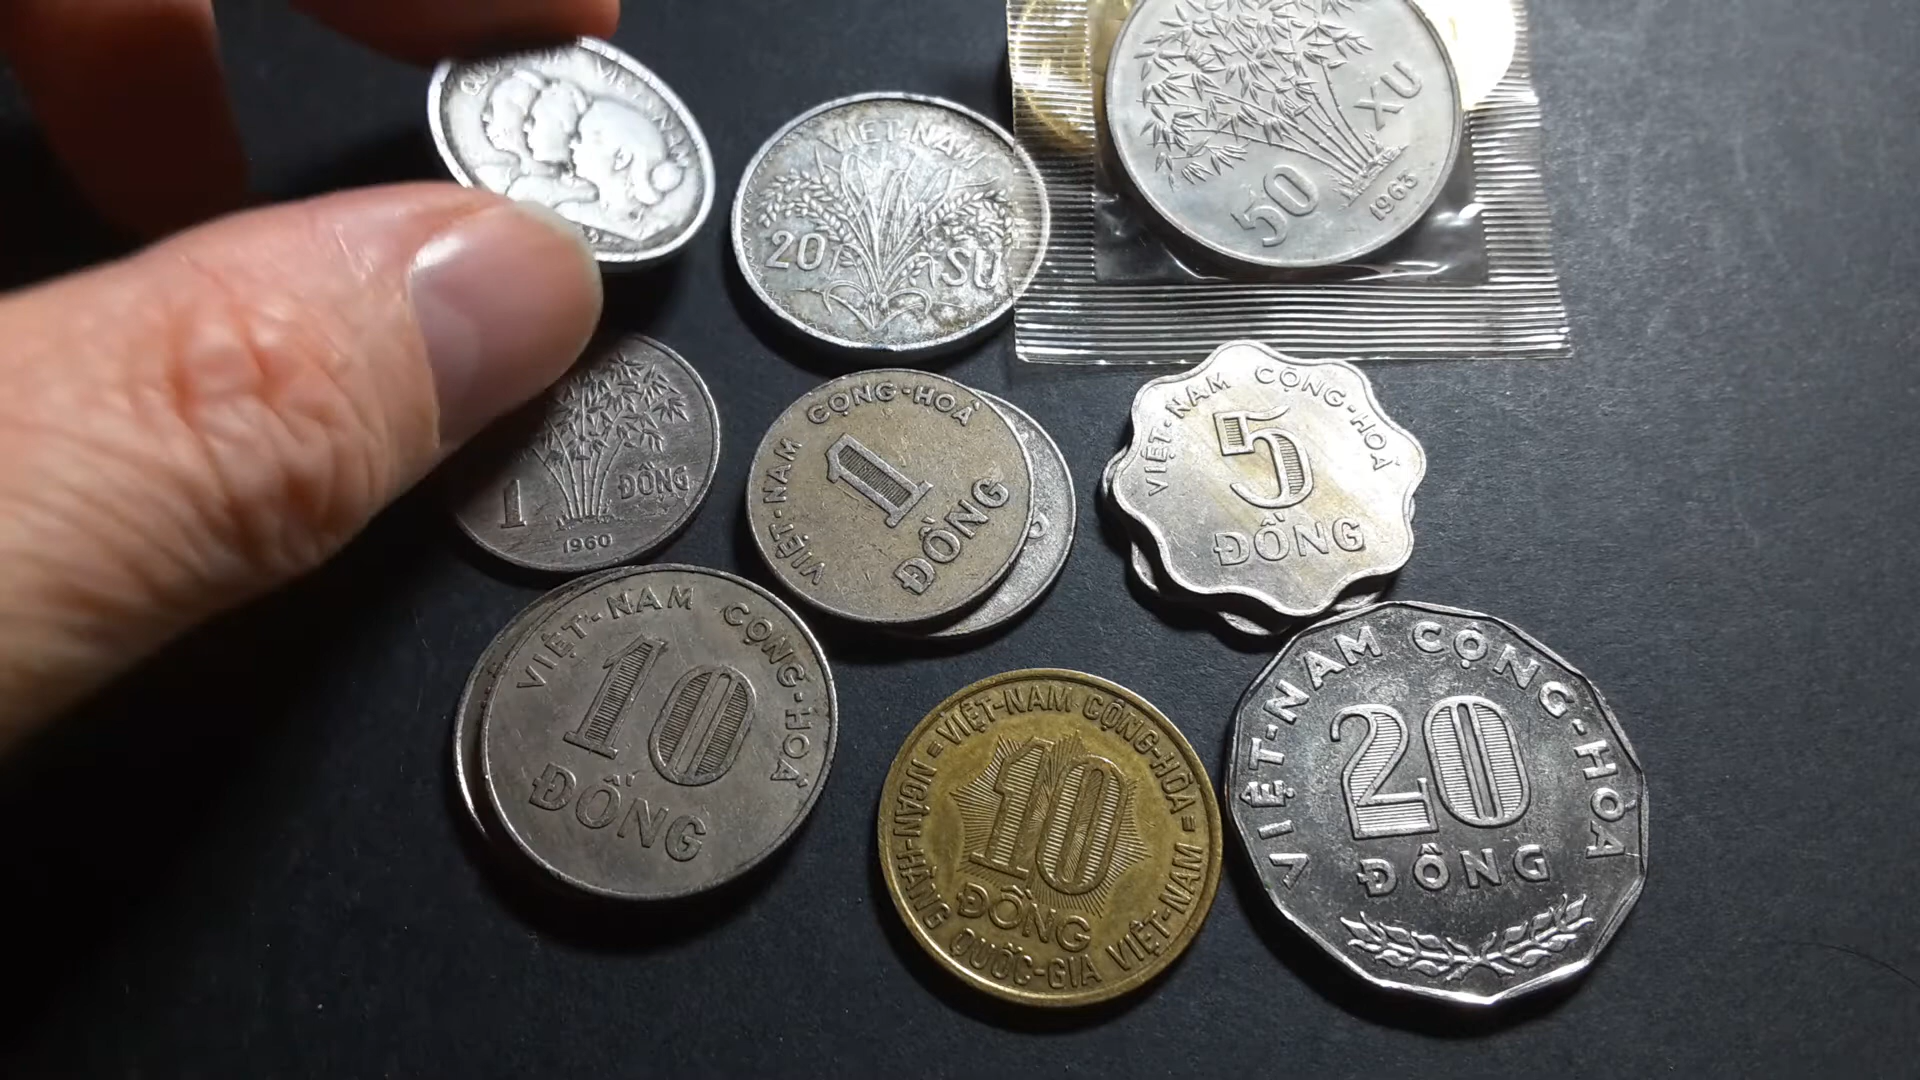 VIỆT-NAM
20 SU
50 XU
1963
1 ĐỒNG
1960
VIỆT-NAM CỘNG-HOÀ
1
ĐỒNG
VIỆT-NAM CỘNG-HOÀ
5
ĐỒNG
VIỆT-NAM CỘNG-HOÀ
10
ĐỒNG
= VIỆT-NAM CỘNG-HÒA =
10
ĐỒNG
NGÂN-HÀNG QUỐC-GIA VIỆT-NAM
VIỆT-NAM CỘNG-HÒA
20
ĐỒNG